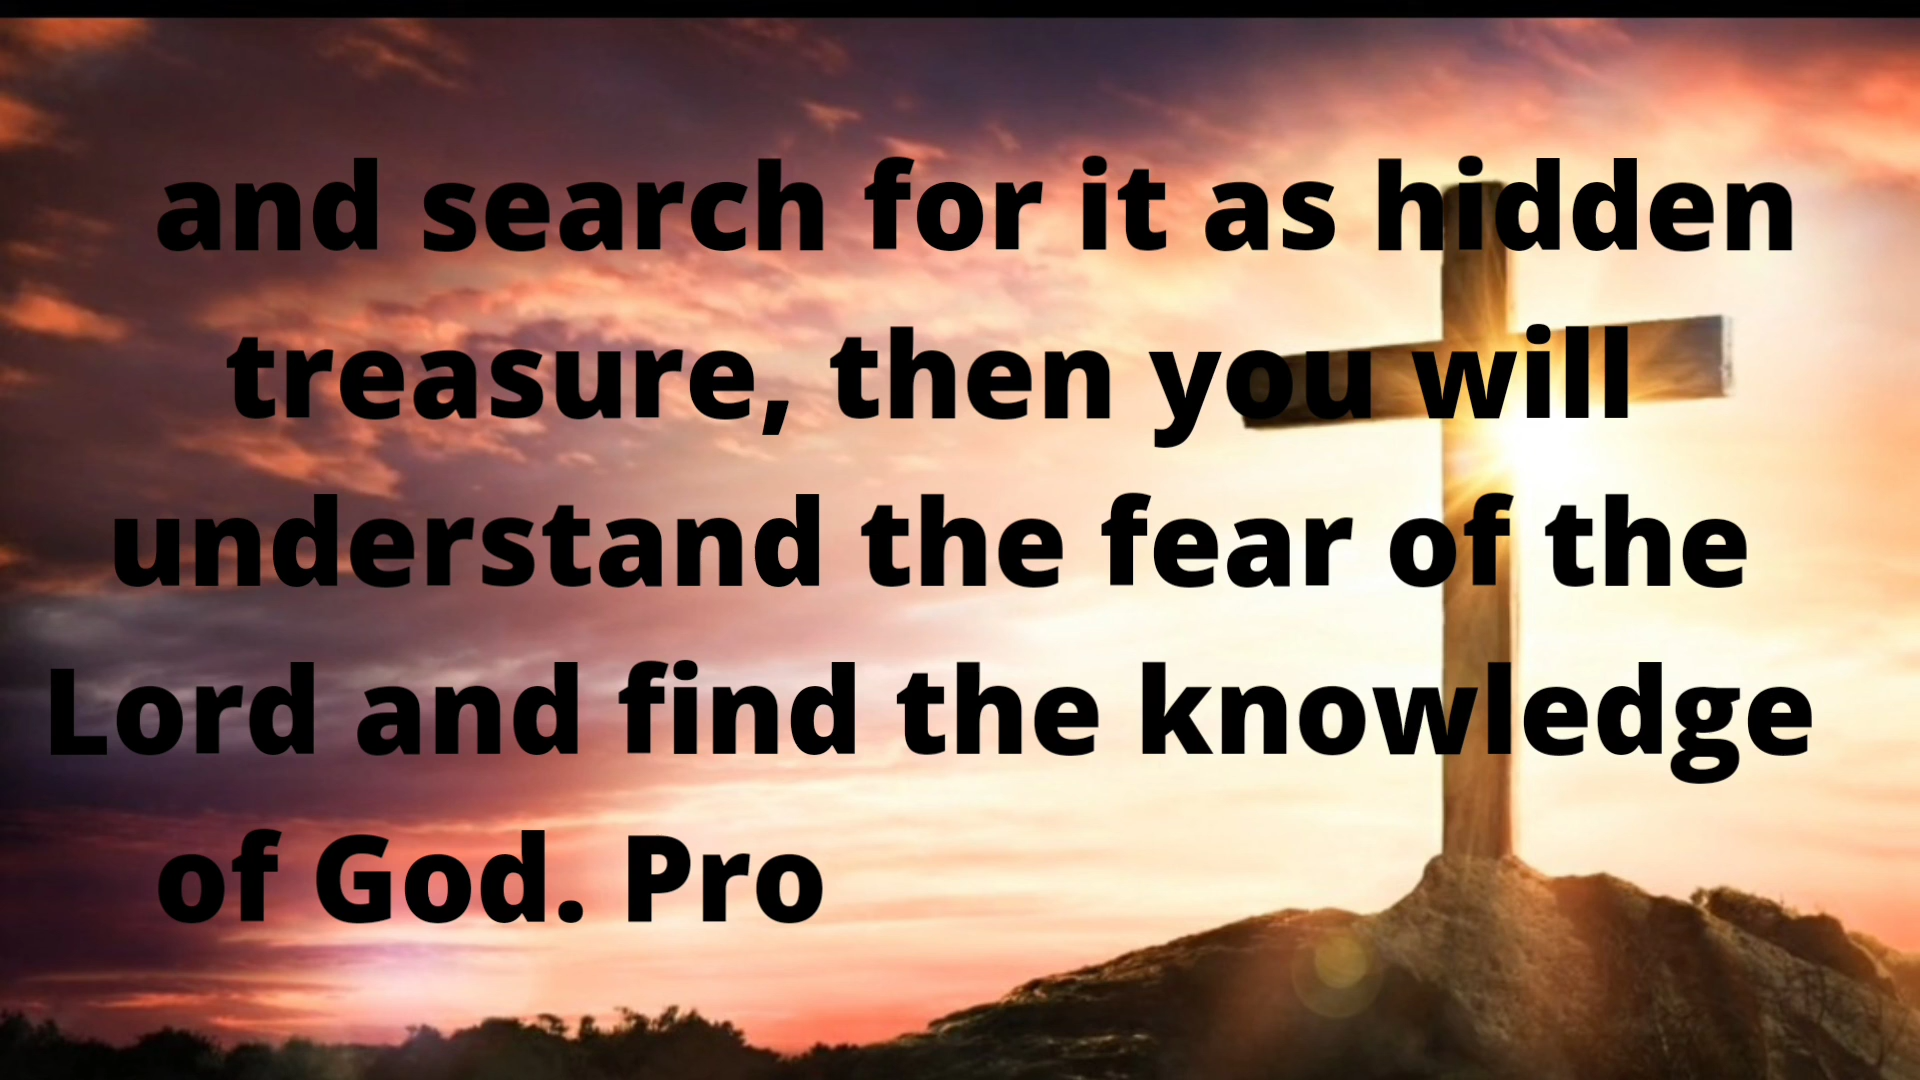 and search for it as hidden
treasure, then you will
understand the fear of the
Lord and find the knowledge
of God. Pro